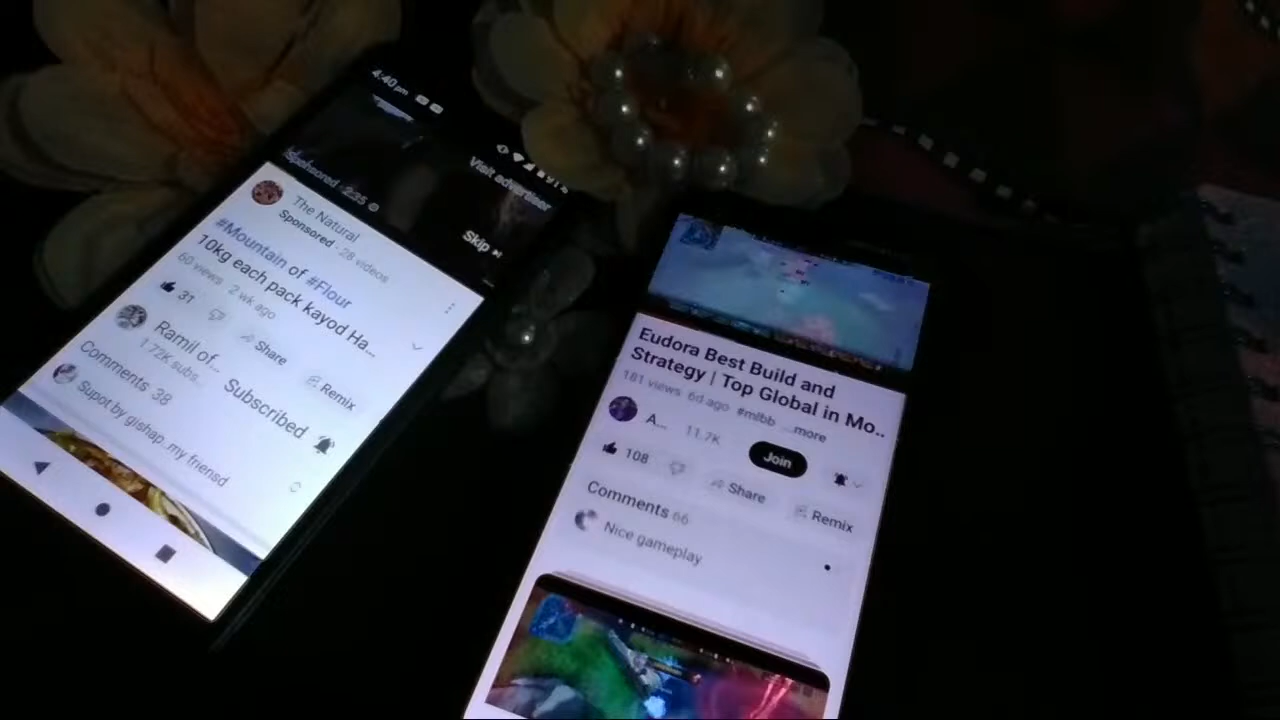 4:40 pm
Sponsored · 2:35
Visit advertiser
Skip
The Natural
Sponsored · 28 videos
#Mountain of #Flour
10kg each pack kayod Ha...
60 views 2 wk ago
31
Share
Remix
Ramil of...
1.72K subs..
Subscribed
Comments 38
Supot by gishap..my friensd
Eudora Best Build and
Strategy | Top Global in Mo..
181 views 6d ago #mlbb ...more
A... 11.7K
Join
108
Share
Remix
Comments 66
Nice gameplay